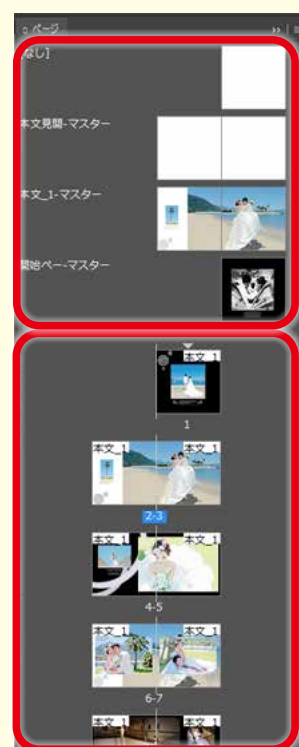 ページ
[なし]
本文見開-マスター
本文_1-マスター
開始ペー-マスター
本文_1
1
本文_1 本文_1
2-3
本文_1 本文_1
4-5
本文_1 本文_1
6-7
本文_1 本文_1